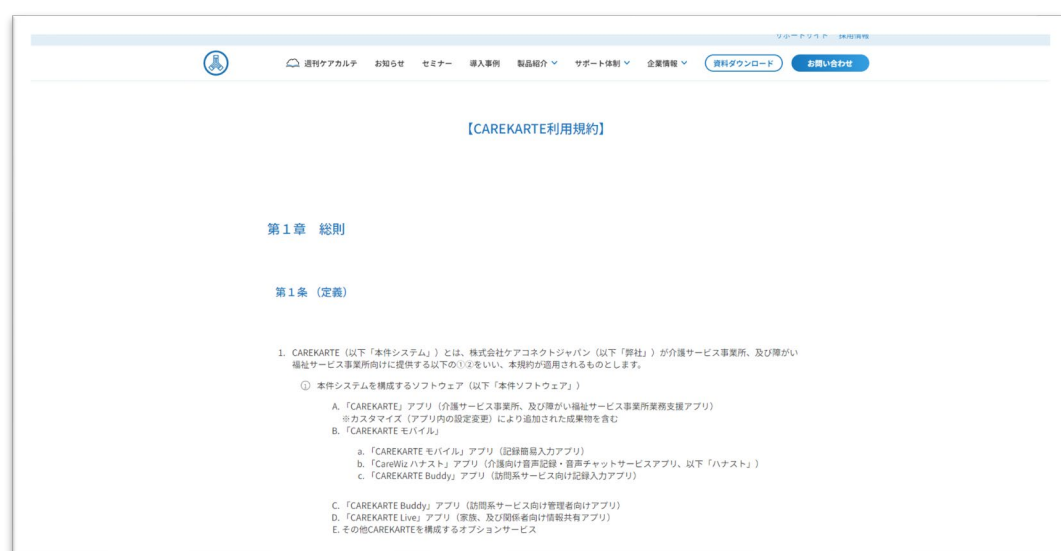 サポートサイト 採用情報
週刊ケアカルテ お知らせ セミナー 導入事例 製品紹介 サポート体制 企業情報 資料ダウンロード お問い合わせ
【CAREKARTE利用規約】
第1章 総則
第1条 （定義）
1. CAREKARTE（以下「本件システム」）とは、株式会社ケアコネクトジャパン（以下「弊社」）が介護サービス事業所、及び障がい
福祉サービス事業所向けに提供する以下の①②をいい、本規約が適用されるものとします。
① 本件システムを構成するソフトウェア（以下「本件ソフトウェア」）
A. 「CAREKARTE」アプリ（介護サービス事業所、及び障がい福祉サービス事業所業務支援アプリ）
※カスタマイズ（アプリ内の設定変更）により追加された成果物を含む
B. 「CAREKARTE モバイル」
a. 「CAREKARTE モバイル」アプリ（記録簡易入力アプリ）
b. 「CareWiz ハナスト」アプリ（介護向け音声記録・音声チャットサービスアプリ、以下「ハナスト」）
c. 「CAREKARTE Buddy」アプリ（訪問系サービス向け記録入力アプリ）
C. 「CAREKARTE Buddy」アプリ（訪問系サービス向け管理者向けアプリ）
D. 「CAREKARTE Live」アプリ（家族、及び関係者向け情報共有アプリ）
E. その他CAREKARTEを構成するオプションサービス